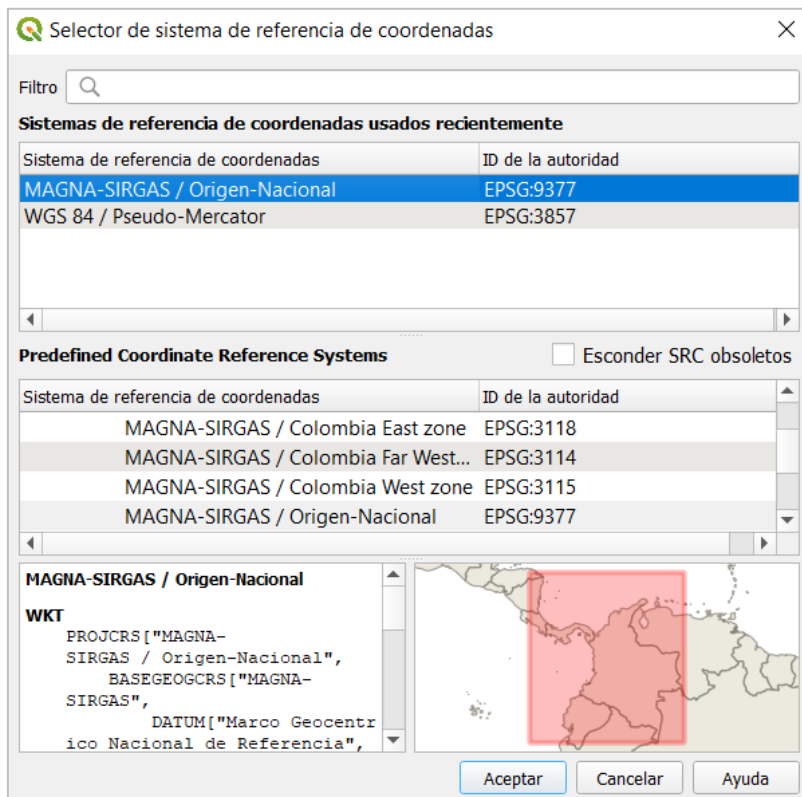 Selector de sistema de referencia de coordenadas
Filtro
Sistemas de referencia de coordenadas usados recientemente
Sistema de referencia de coordenadas ID de la autoridad
MAGNA-SIRGAS / Origen-Nacional EPSG:9377
WGS 84 / Pseudo-Mercator EPSG:3857
Predefined Coordinate Reference Systems Esconder SRC obsoletos
Sistema de referencia de coordenadas ID de la autoridad
MAGNA-SIRGAS / Colombia East zone EPSG:3118
MAGNA-SIRGAS / Colombia Far West... EPSG:3114
MAGNA-SIRGAS / Colombia West zone EPSG:3115
MAGNA-SIRGAS / Origen-Nacional EPSG:9377
MAGNA-SIRGAS / Origen-Nacional
WKT
PROJCRS["MAGNA-
SIRGAS / Origen-Nacional",
BASEGEOGCRS["MAGNA-
SIRGAS",
DATUM["Marco Geocentr
ico Nacional de Referencia",
Aceptar Cancelar Ayuda